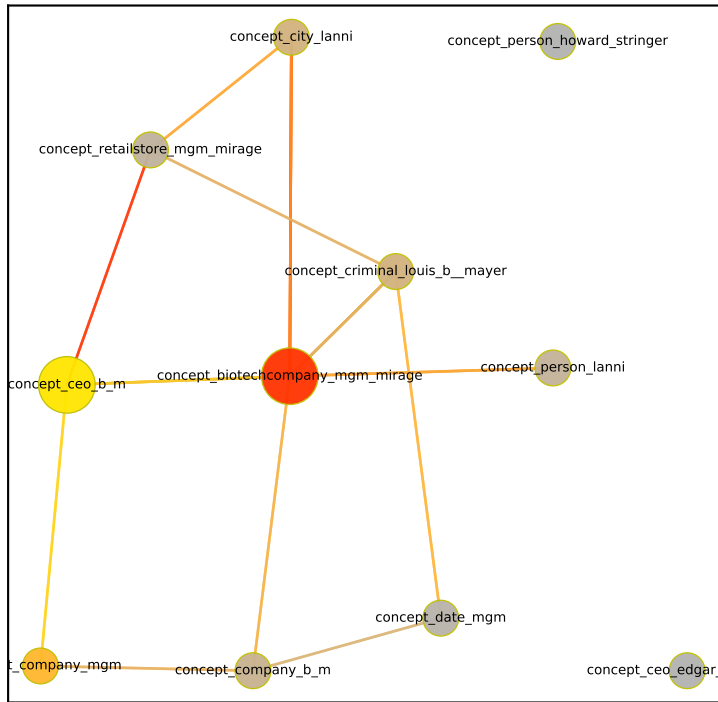 concept_city_lanni
concept_person_howard_stringer
concept_retailstore_mgm_mirage
concept_criminal_louis_b__mayer
concept_person_lanni
concept_biotechcompany_mgm_mirage
concept_ceo_b_m
concept_date_mgm
t_company_mgm
concept_company_b_m
concept_ceo_edgar_